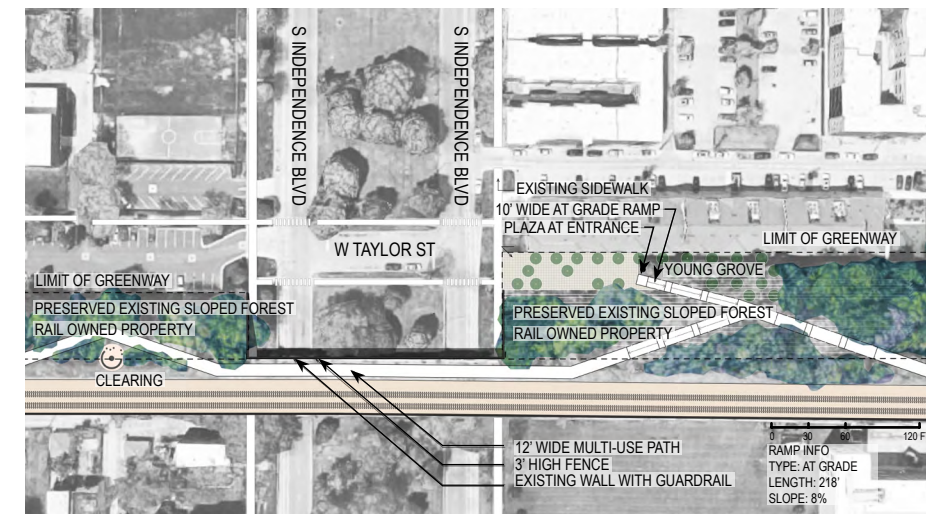 S INDEPENDENCE BLVD
S INDEPENDENCE BLVD
EXISTING SIDEWALK
10' WIDE AT GRADE RAMP
PLAZA AT ENTRANCE
W TAYLOR ST
LIMIT OF GREENWAY
YOUNG GROVE
LIMIT OF GREENWAY
PRESERVED EXISTING SLOPED FOREST
RAIL OWNED PROPERTY
PRESERVED EXISTING SLOPED FOREST
RAIL OWNED PROPERTY
CLEARING
12' WIDE MULTI-USE PATH
3' HIGH FENCE
EXISTING WALL WITH GUARDRAIL
0 30 60 120 F
RAMP INFO
TYPE: AT GRADE
LENGTH: 218'
SLOPE: 8%